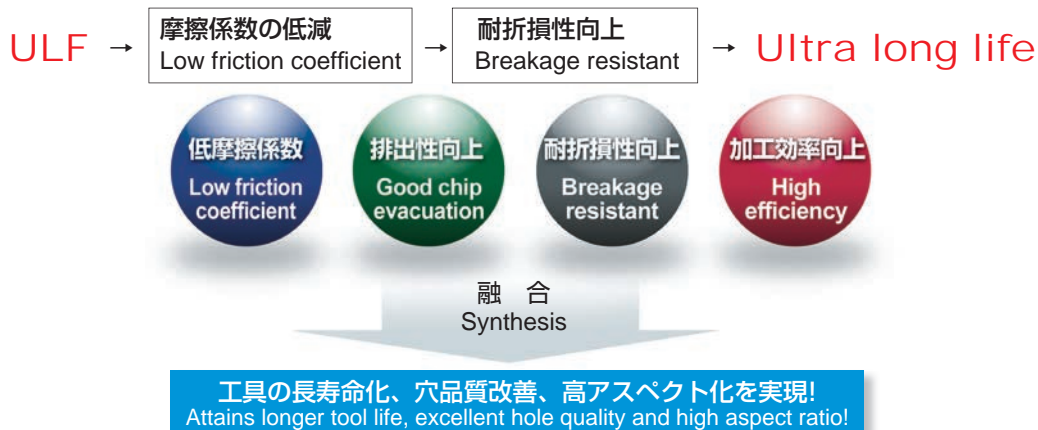 ULF → 摩擦係数の低減 → 耐折損性向上 → Ultra long life
Low friction coefficient
Breakage resistant
低摩擦係数
Low friction
coefficient
排出性向上
Good chip
evacuation
耐折損性向上
Breakage
resistant
加工効率向上
High
efficiency
融 合
Synthesis
工具の長寿命化、穴品質改善、高アスペクト化を実現!
Attains longer tool life, excellent hole quality and high aspect ratio!